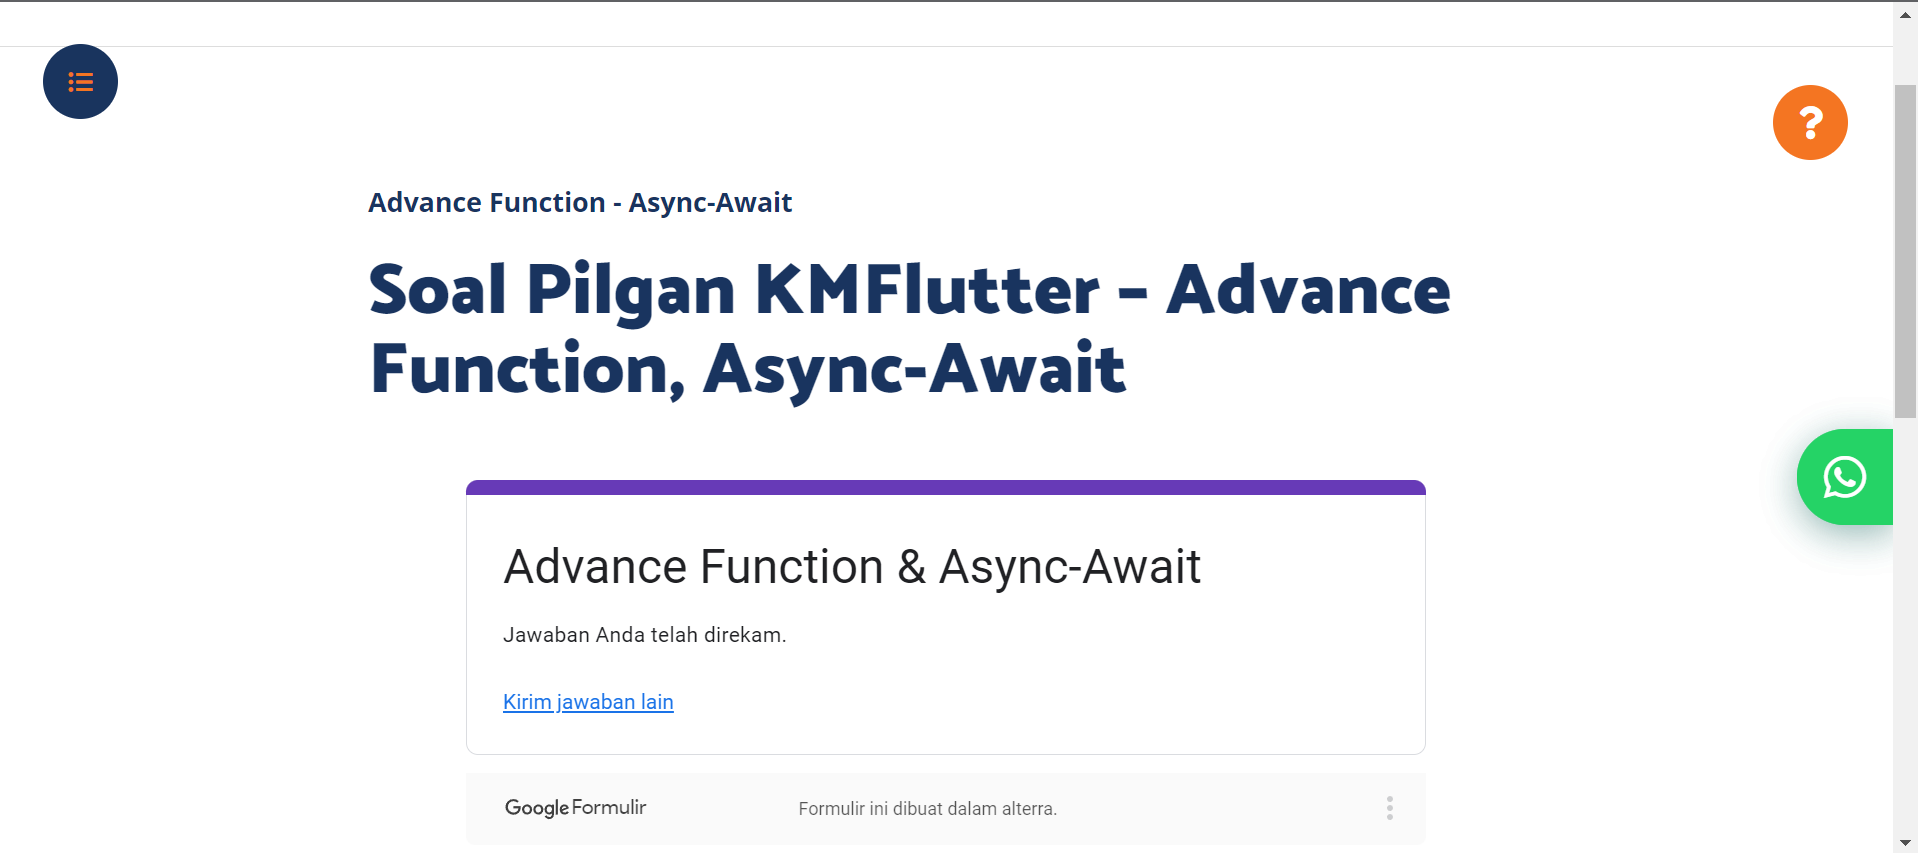 Advance Function - Async-Await
Soal Pilgan KMFlutter – Advance
Function, Async-Await
Advance Function & Async-Await
Jawaban Anda telah direkam.
Kirim jawaban lain
Google Formulir
Formulir ini dibuat dalam alterra.